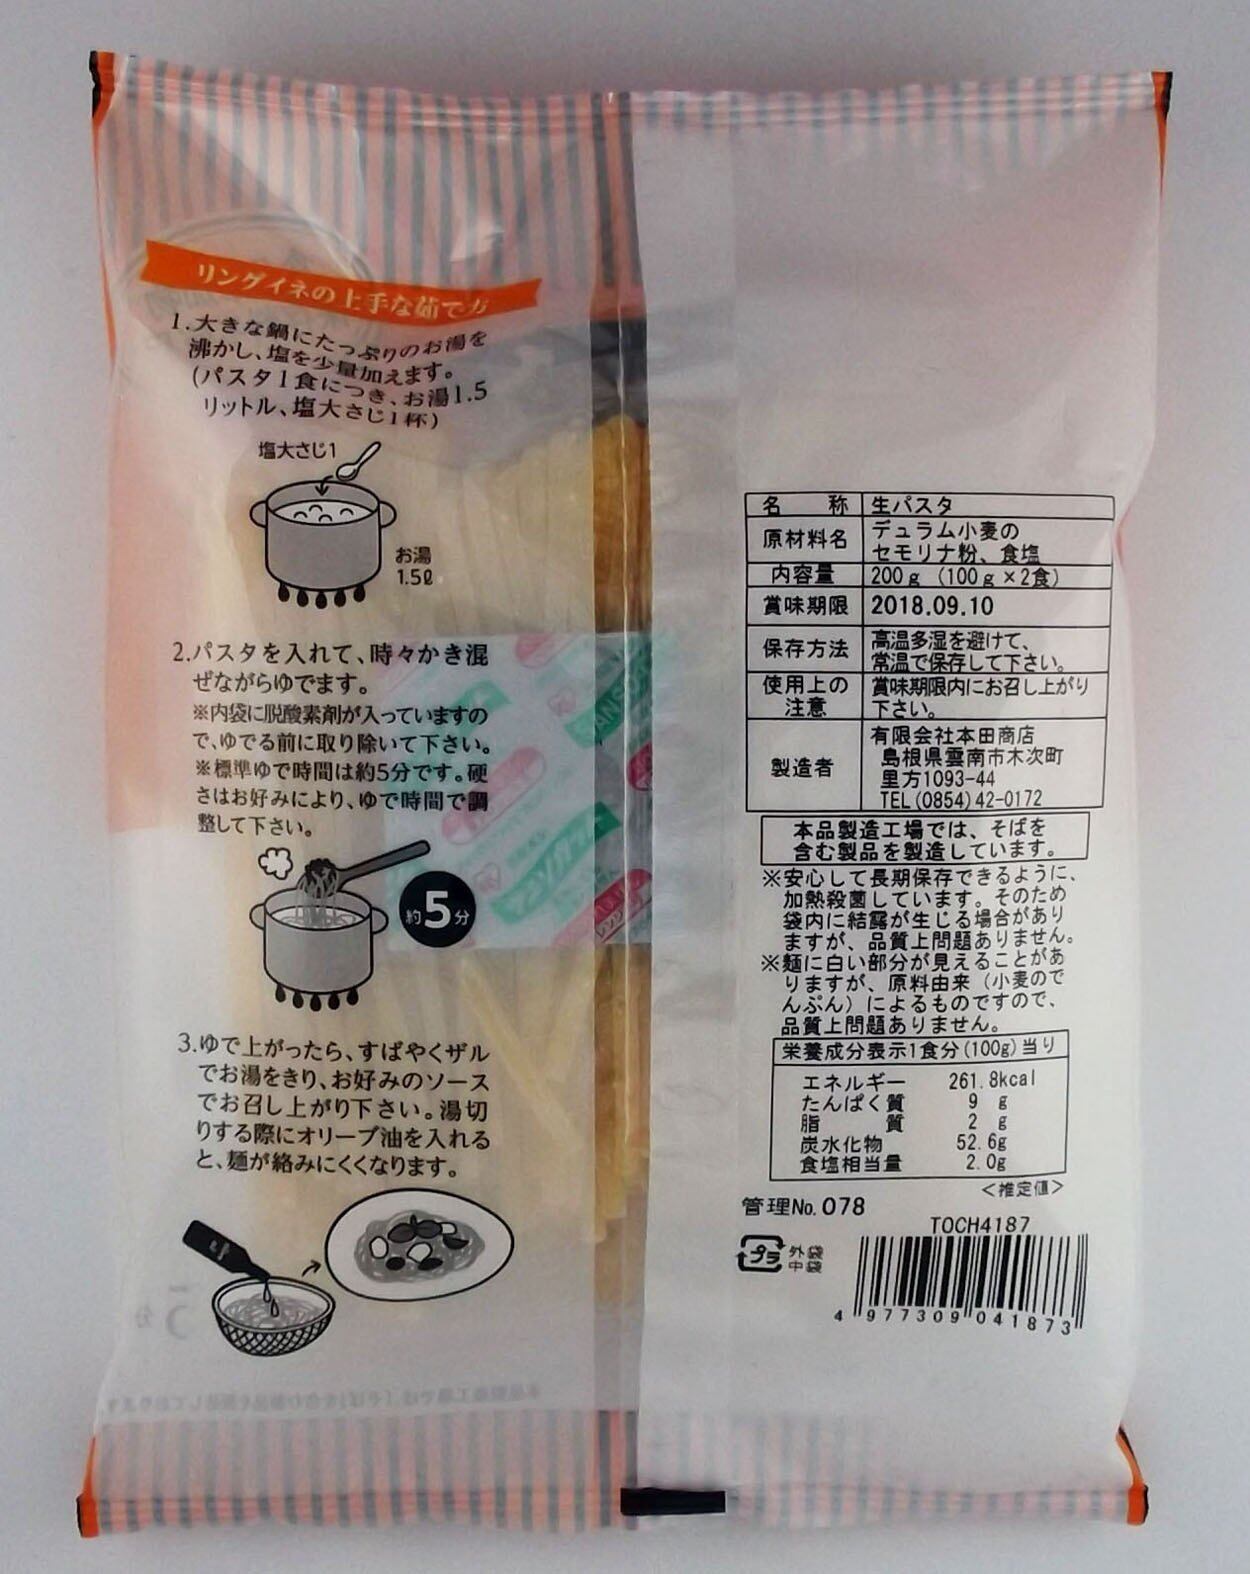 リングイネの上手な茹で方
1.大きな鍋にたっぷりのお湯を
沸かし、塩を少量加えます。
(パスタ1食につき、お湯1.5
リットル、塩大さじ1杯)
塩大さじ1
お湯
1.5ℓ
2.パスタを入れて、時々かき混
ぜながらゆでます。
※内袋に脱酸素剤が入っていますの
で、ゆでる前に取り除いて下さい。
※標準ゆで時間は約5分です。硬
さはお好みにより、ゆで時間で調
整して下さい。
約5分
3.ゆで上がったら、すばやくザル
でお湯をきり、お好みのソース
でお召し上がり下さい。湯切
りする際にオリーブ油を入れる
と、麺が絡みにくくなります。
名称 生パスタ
原材料名 デュラム小麦の
セモリナ粉、食塩
内容量 200g (100g×2食)
賞味期限 2018.09.10
保存方法 高温多湿を避けて、
常温で保存して下さい。
使用上の注意 賞味期限内にお召し上がり
下さい。
製造者 有限会社本田商店
島根県雲南市木次町
里方1093-44
TEL(0854)42-0172
本品製造工場では、そばを
含む製品を製造しています。
※安心して長期保存できるように、
加熱殺菌しています。そのため
袋内に結露が生じる場合があり
ますが、品質上問題ありません。
※麺に白い部分が見えることがあ
りますが、原料由来（小麦ので
んぷん）によるものですので、
品質上問題ありません。
栄養成分表示1食分(100g)当り
エネルギー 261.8kcal
たんぱく質 9 g
脂質 2 g
炭水化物 52.6g
食塩相当量 2.0g
<推定値>
管理No.078
TOCH4187
プラ 外袋
中袋
4 977309 041873